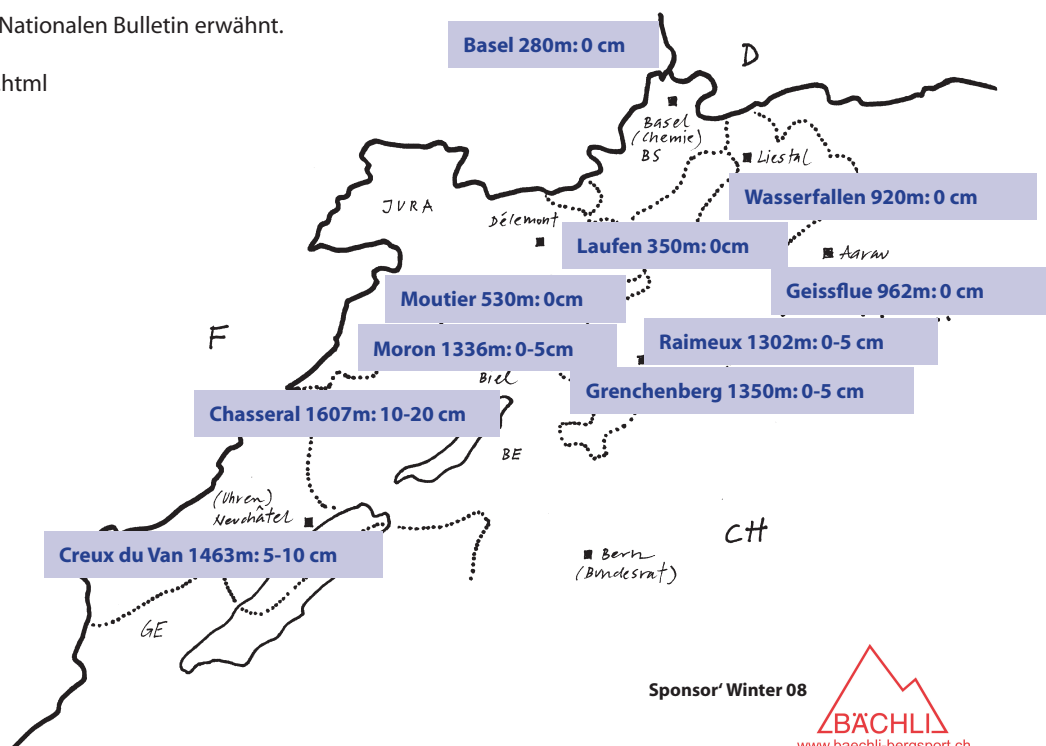 Nationalen Bulletin erwähnt.
html
Basel 280m: 0 cm
D
Basel
(Chemie)
BS
Liestal
Wasserfallen 920m: 0 cm
JURA
Délemont
Laufen 350m: 0cm
Aarau
Moutier 530m: 0cm
Geissflue 962m: 0 cm
F
Moron 1336m: 0-5cm
Raimeux 1302m: 0-5 cm
Biel
Grenchenberg 1350m: 0-5 cm
Chasseral 1607m: 10-20 cm
BE
(Uhren)
Neuchâtel
CH
Creux du Van 1463m: 5-10 cm
Bern
(Bundesrat)
GE
Sponsor' Winter 08
BÄCHLI
www.baechli-bergsport.ch